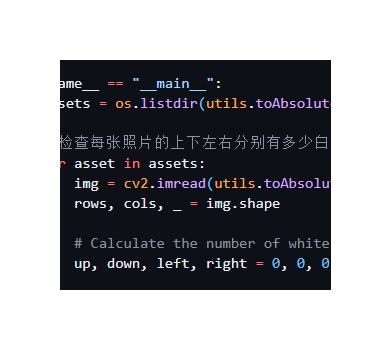 ame__ == "__main__":
sets = os.listdir(utils.toAbsolut
检查每张照片的上下左右分别有多少白
r asset in assets:
img = cv2.imread(utils.toAbsolut
rows, cols, _ = img.shape
# Calculate the number of white
up, down, left, right = 0, 0, 0